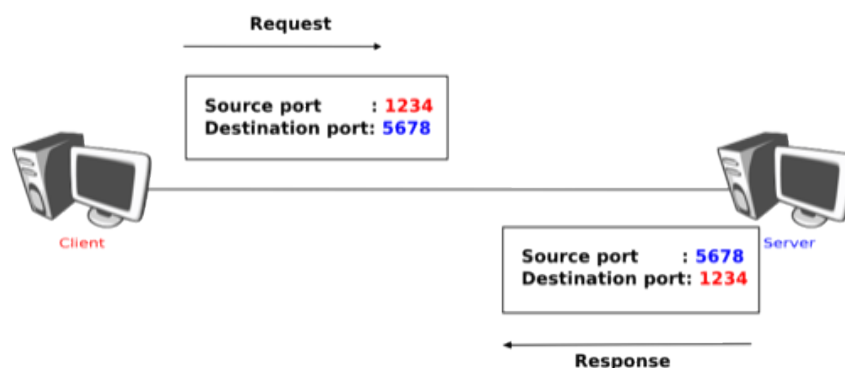 Request
Source port : 1234
Destination port: 5678
Client
Server
Source port : 5678
Destination port: 1234
Response